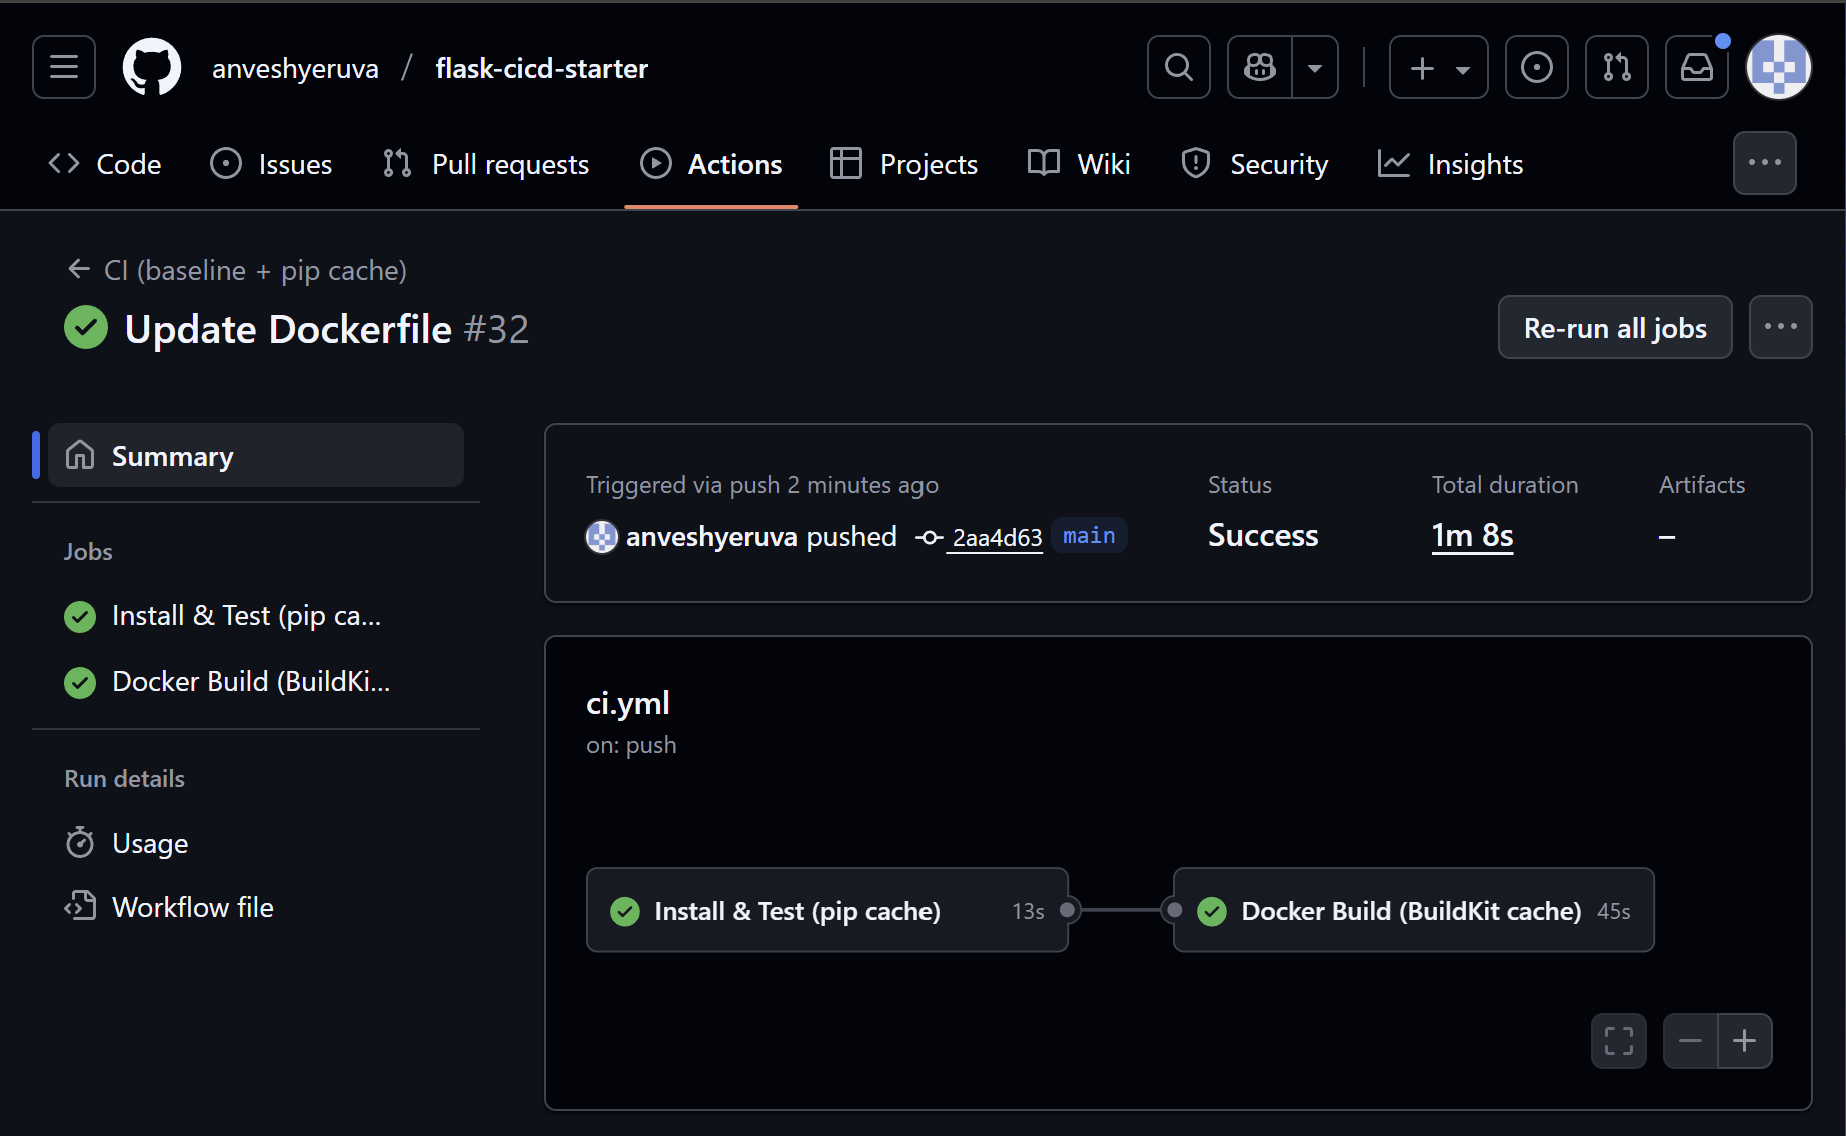 anveshyeruva / flask-cicd-starter
Code Issues Pull requests Actions Projects Wiki Security Insights
CI (baseline + pip cache)
Update Dockerfile #32
Re-run all jobs
Summary
Jobs
Install & Test (pip ca...
Docker Build (BuildKi...
Run details
Usage
Workflow file
Triggered via push 2 minutes ago
anveshyeruva pushed 2aa4d63 main
Status
Success
Total duration
1m 8s
Artifacts
–
ci.yml
on: push
Install & Test (pip cache) 13s
Docker Build (BuildKit cache) 45s